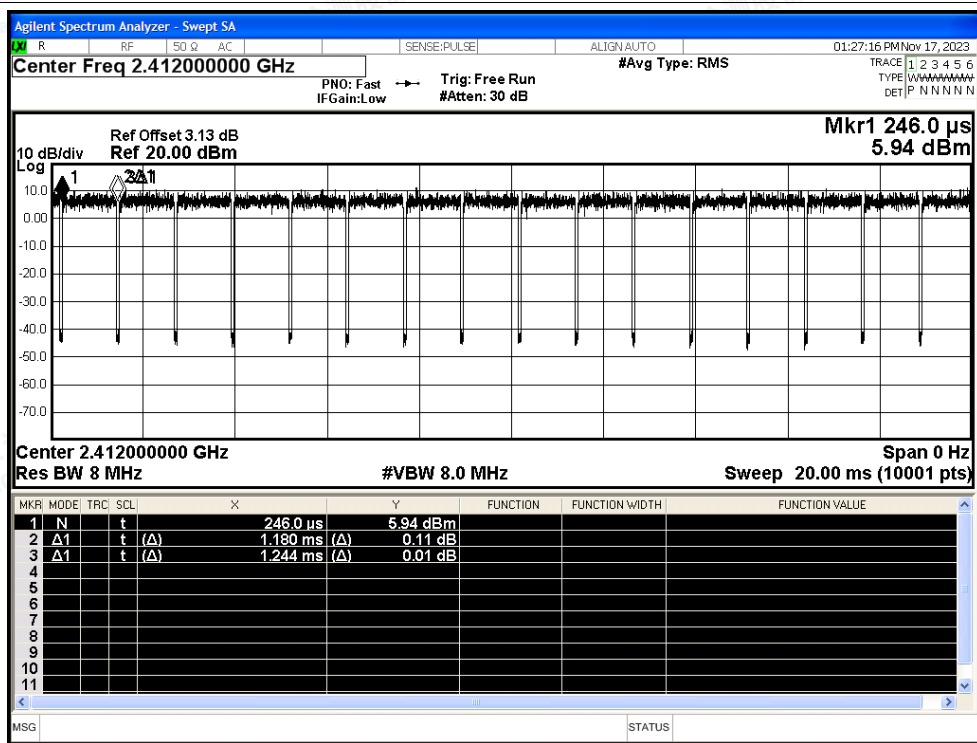 Agilent Spectrum Analyzer - Swept SA
LXI R RF 50 Ω AC SENSE:PULSE ALIGN AUTO 01:27:16 PM Nov 17, 2023
Center Freq 2.412000000 GHz
PNO: Fast
IFGain:Low
Trig: Free Run
#Atten: 30 dB
#Avg Type: RMS
TRACE 1 2 3 4 5 6
TYPE
DET P N N N N N
Ref Offset 3.13 dB
10 dB/div Ref 20.00 dBm
Mkr1 246.0 µs
5.94 dBm
Log
1
10.0
0.00
-10.0
-20.0
-30.0
-40.0
-50.0
-60.0
-70.0
Center 2.412000000 GHz Span 0 Hz
Res BW 8 MHz #VBW 8.0 MHz Sweep 20.00 ms (10001 pts)
MKR MODE TRC SCL X Y FUNCTION FUNCTION WIDTH FUNCTION VALUE
1 N t 246.0 µs 5.94 dBm
2 Δ1 t (Δ) 1.180 ms (Δ) 0.11 dB
3 Δ1 t (Δ) 1.244 ms (Δ) 0.01 dB
4
5
6
7
8
9
10
11
MSG STATUS